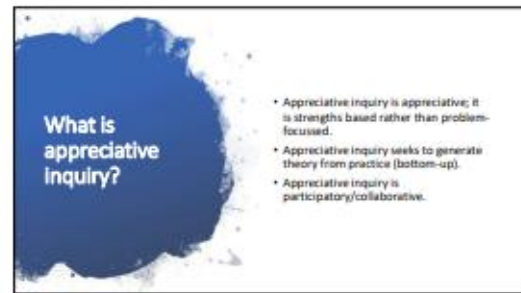 What is
appreciative
inquiry?
• Appreciative inquiry is appreciative; it
is strengths based rather than problem-
focussed.
• Appreciative inquiry seeks to generate
theory from practice (bottom-up).
• Appreciative inquiry is
participatory/collaborative.